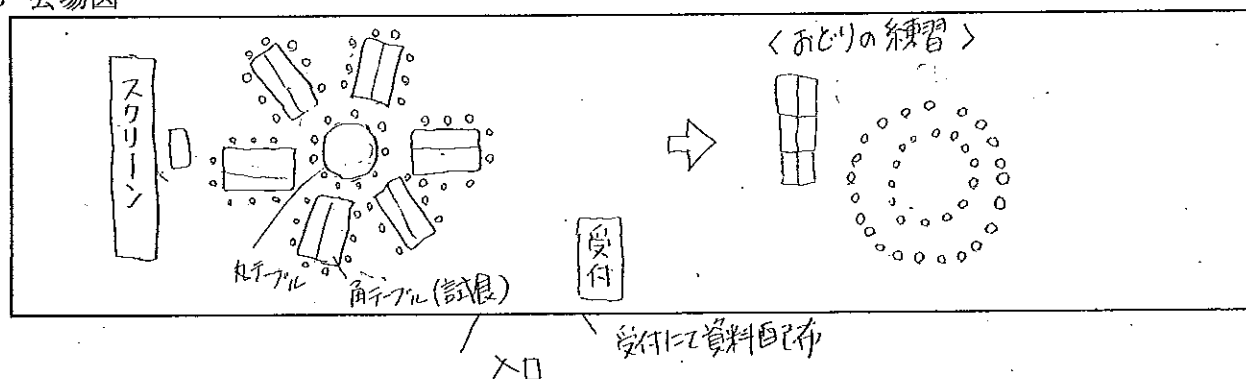 会場図
<おどりの練習>
スクリーン
受付
丸テーブル
角テーブル(試食)
受付にて資料配布
入口